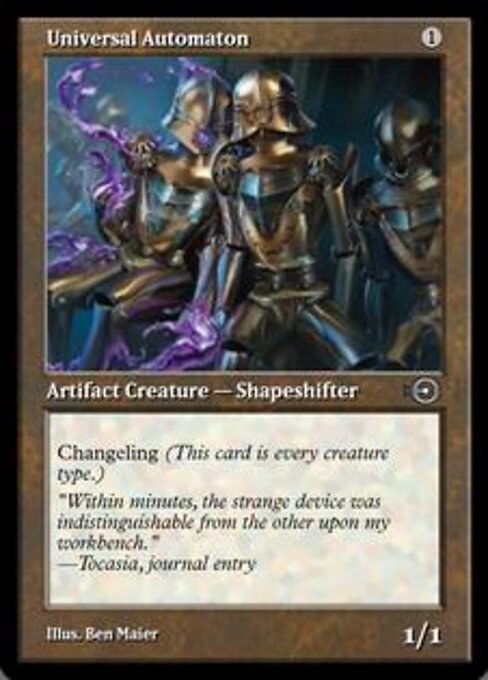 Universal Automaton 1
Artifact Creature — Shapeshifter
Changeling (This card is every creature
type.)
"Within minutes, the strange device was
indistinguishable from the other upon my
workbench."
—Tocasia, journal entry
Illus. Ben Maier
1/1